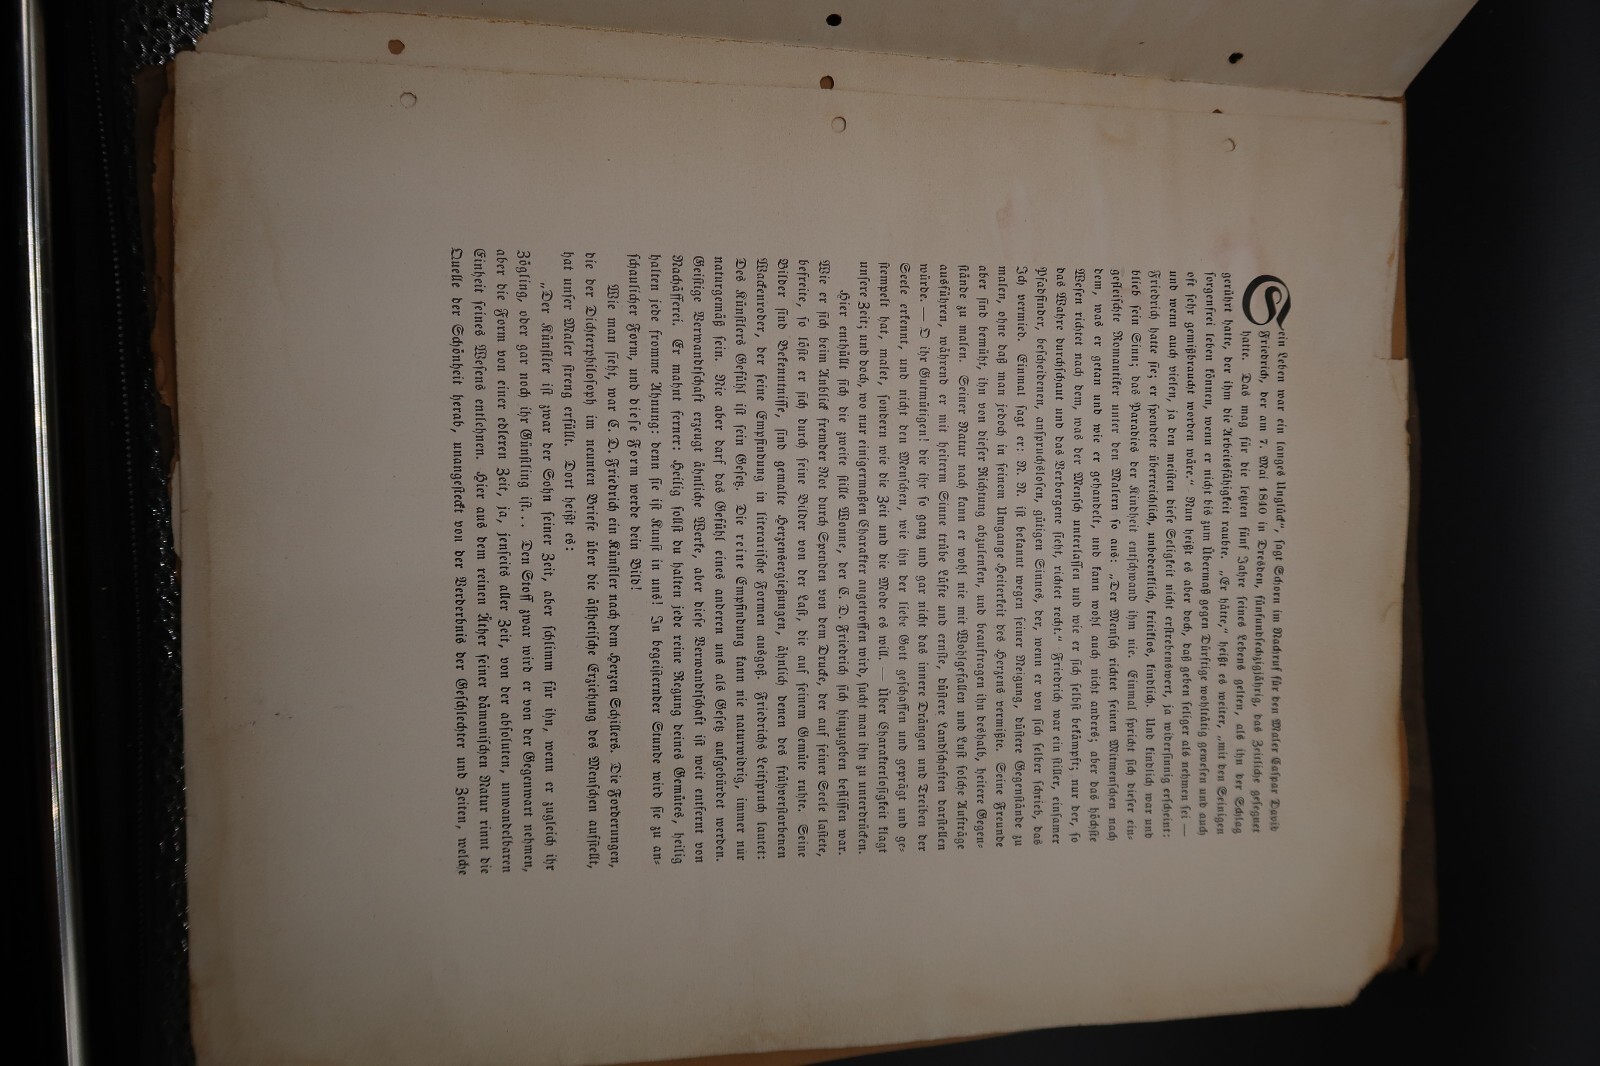 Sein Leben war ein langes Unglück“, sagt Schorn im Nachruf für den Maler Caspar David
Friedrich, der am 7. Mai 1840 in Dresden, fünfundsechzigjährig, das Zeitliche gesegnet
hatte. Das mag für die letzten fünf Jahre seines Lebens gelten, als ihn der Schlag
gerührt hatte, der ihm die Arbeitsfähigkeit raubte. „Er hätte,“ heißt es weiter, „mit den Seinigen
sorgenfrei leben können, wenn er nicht bis zum Übermaß gegen Dürftige wohltätig gewesen und auch
oft sehr gemißbraucht worden wäre.“ Nun heißt es aber doch, daß geben seliger als nehmen sei —
und wenn auch vielen, ja den meisten diese Seligkeit nicht erstrebenswert, ja widersinnig erscheint:
Friedrich hatte sie; er spendete überreichlich, unbedenklich, kritiklos, kindlich. Und kindlich war und
blieb sein Sinn; das Paradies der Kindheit entschwand ihm nie. Einmal spricht sich dieser ein⸗
gefleischte Romantiker unter den Malern so aus: „Der Mensch richtet seinen Mitmenschen nach
dem, was er getan und wie er gehandelt, und kann wohl auch nicht anders; aber das höchste
Wesen richtet nach dem, was der Mensch unterlassen und wie er sich selbst bekämpft; nur der, so
das Wahre durchschaut und das Verborgene sieht, richtet recht.“ Friedrich war ein stiller, einsamer
Pfadfinder, bescheidenen, anspruchslosen, gütigen Sinnes, der, wenn er von sich selber schrieb, das
Ich vermied. Einmal sagt er: N. N. ist bekannt wegen seiner Neigung, düstere Gegenstände zu
malen, ohne daß man jedoch in seinem Umgange Heiterkeit des Herzens vermißte. Seine Freunde
aber sind bemüht, ihn von dieser Richtung abzulenken, und beauftragen ihn deshalb, heitere Gegen⸗
stände zu malen. Seiner Natur nach kann er wohl nie mit Wohlgefallen und Lust solche Aufträge
ausführen, während er mit heiterm Sinne trübe Lüfte und ernste, düstere Landschaften darstellen
würde. — O ihr Gutmütigen! die ihr so ganz und gar nicht das innere Drängen und Treiben der
Seele erkennt, und nicht den Menschen, wie ihn der liebe Gott geschaffen und geprägt und ge⸗
stempelt hat, malet, sondern wie die Zeit und die Mode es will. — Über Charakterlosigkeit klagt
unsere Zeit; und doch, wo nur einigermaßen Charakter angetroffen wird, sucht man ihn zu unterdrücken.
Hier enthüllt sich die zweite stille Wonne, der C. D. Friedrich sich hinzugeben beflissen war.
Wie er sich beim Anblick fremder Not durch Spenden von dem Drucke, der auf seiner Seele lastete,
befreite, so löste er sich durch seine Bilder von der Last, die auf seinem Gemüte ruhte. Seine
Bilder sind Bekenntnisse, sind gemalte Herzensergießungen, ähnlich denen des frühverstorbenen
Wackenroder, der seine Empfindung in literarische Formen ausgoß. Friedrichs Leitspruch lautet:
Des Künstlers Gefühl ist sein Gesetz. Die reine Empfindung kann nie naturwidrig, immer nur
naturgemäß sein. Nie aber darf das Gefühl eines anderen uns als Gesetz aufgebürdet werden.
Geistige Verwandtschaft erzeugt ähnliche Werke, aber diese Verwandtschaft ist weit entfernt von
Nachäfferei. Er mahnt ferner: Heilig sollst du halten jede reine Regung deines Gemütes, heilig
halten jede fromme Ahnung: denn sie ist Kunst in uns! In begeisternder Stunde wird sie zu an⸗
schaulicher Form, und diese Form werde dein Bild!
Wie man sieht, war C. D. Friedrich ein Künstler nach dem Herzen Schillers. Die Forderungen,
die der Dichterphilosoph im neunten Briefe über die ästhetische Erziehung des Menschen aufstellt,
hat unser Maler streng erfüllt. Dort heißt es:
„Der Künstler ist zwar der Sohn seiner Zeit, aber schlimm für ihn, wenn er zugleich ihr
Zögling, oder gar noch ihr Günstling ist... Den Stoff zwar wird er von der Gegenwart nehmen,
aber die Form von einer edleren Zeit, ja, jenseits aller Zeit, von der absoluten, unwandelbaren
Einheit seines Wesens entlehnen. Hier aus dem reinen Äther seiner dämonischen Natur rinnt die
Quelle der Schönheit herab, unangesteckt von der Verderbnis der Geschlechter und Zeiten, welche